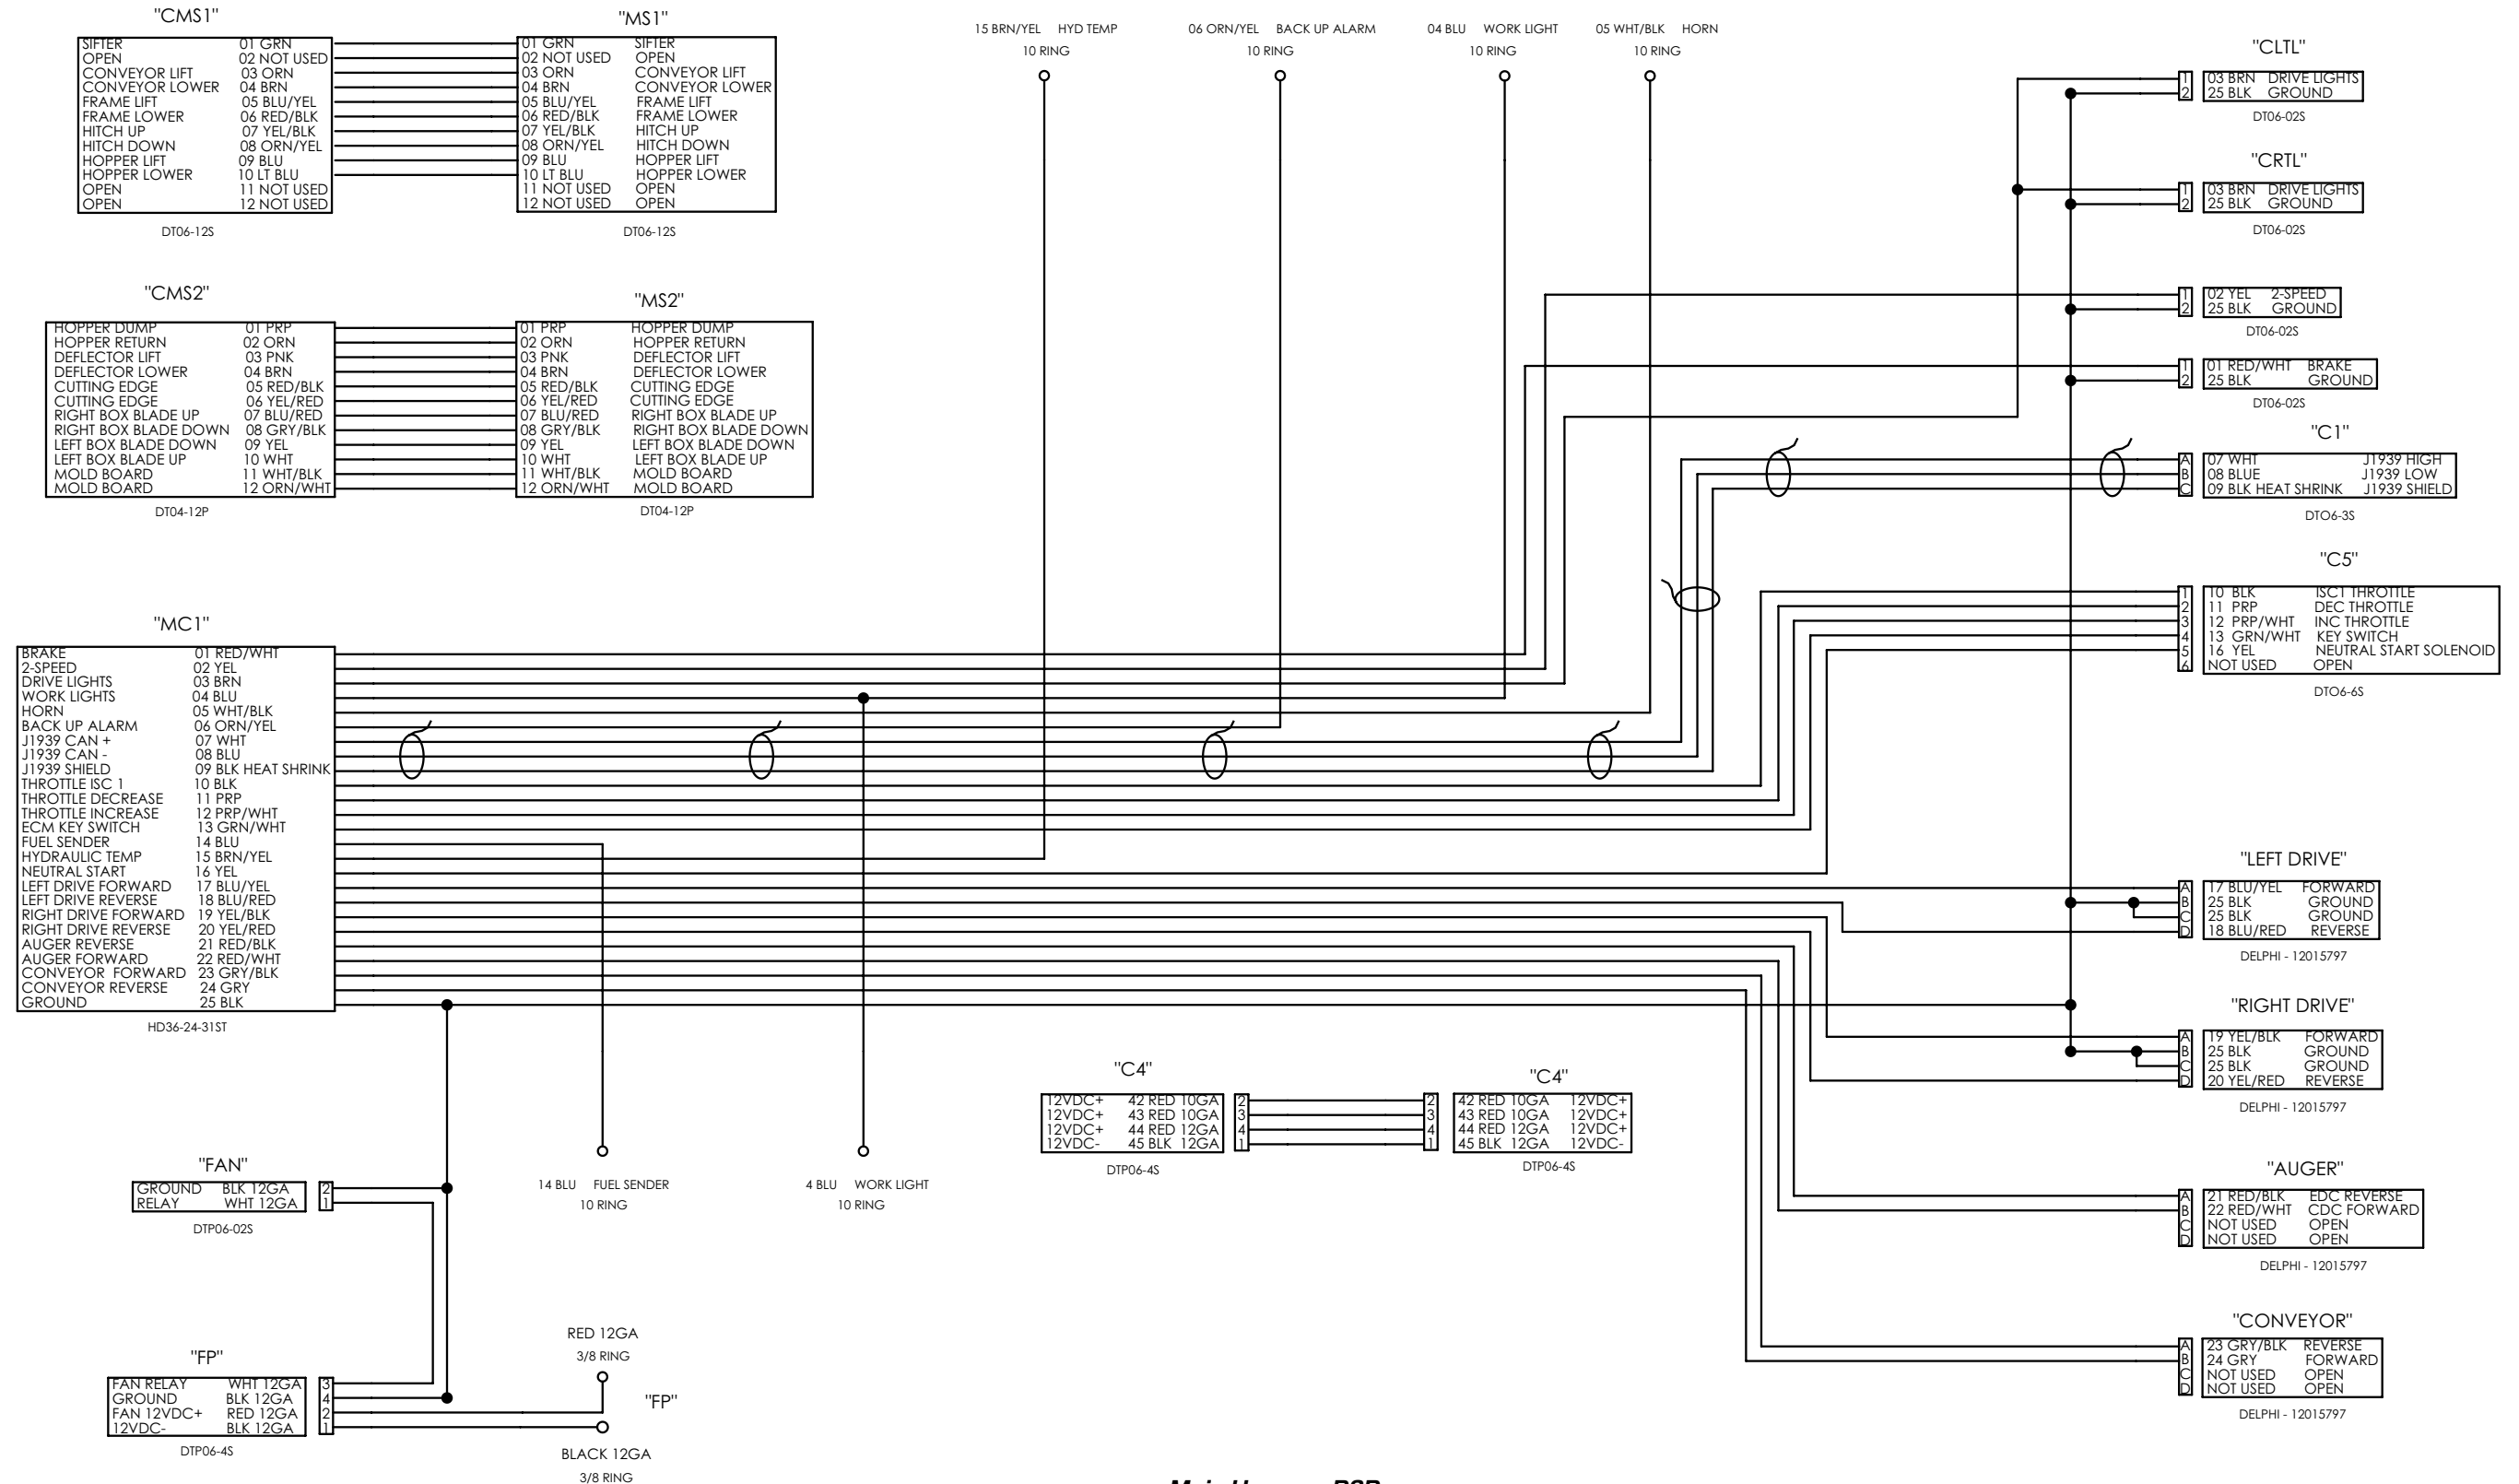 "CMS1"
SIFTER 01 GRN
OPEN 02 NOT USED
CONVEYOR LIFT 03 ORN
CONVEYOR LOWER 04 BRN
FRAME LIFT 05 BLU/YEL
FRAME LOWER 06 RED/BLK
HITCH UP 07 YEL/BLK
HITCH DOWN 08 ORN/YEL
HOPPER LIFT 09 BLU
HOPPER LOWER 10 LT BLU
OPEN 11 NOT USED
OPEN 12 NOT USED
DT06-12S
"MS1"
01 GRN SIFTER
02 NOT USED OPEN
03 ORN CONVEYOR LIFT
04 BRN CONVEYOR LOWER
05 BLU/YEL FRAME LIFT
06 RED/BLK FRAME LOWER
07 YEL/BLK HITCH UP
08 ORN/YEL HITCH DOWN
09 BLU HOPPER LIFT
10 LT BLU HOPPER LOWER
11 NOT USED OPEN
12 NOT USED OPEN
DT06-12S
15 BRN/YEL HYD TEMP
10 RING
06 ORN/YEL BACK UP ALARM
10 RING
04 BLU WORK LIGHT
10 RING
05 WHT/BLK HORN
10 RING
"CLTL"
1 03 BRN DRIVE LIGHTS
2 25 BLK GROUND
DT06-02S
"CRTL"
1 03 BRN DRIVE LIGHTS
2 25 BLK GROUND
DT06-02S
1 02 YEL 2-SPEED
2 25 BLK GROUND
DT06-02S
1 01 RED/WHT BRAKE
2 25 BLK GROUND
DT06-02S
"CMS2"
HOPPER DUMP 01 PRP
HOPPER RETURN 02 ORN
DEFLECTOR LIFT 03 PNK
DEFLECTOR LOWER 04 BRN
CUTTING EDGE 05 RED/BLK
CUTTING EDGE 06 YEL/RED
RIGHT BOX BLADE UP 07 BLU/RED
RIGHT BOX BLADE DOWN 08 GRY/BLK
LEFT BOX BLADE DOWN 09 YEL
LEFT BOX BLADE UP 10 WHT
MOLD BOARD 11 WHT/BLK
MOLD BOARD 12 ORN/WHT
DT04-12P
"MS2"
01 PRP HOPPER DUMP
02 ORN HOPPER RETURN
03 PNK DEFLECTOR LIFT
04 BRN DEFLECTOR LOWER
05 RED/BLK CUTTING EDGE
06 YEL/RED CUTTING EDGE
07 BLU/RED RIGHT BOX BLADE UP
08 GRY/BLK RIGHT BOX BLADE DOWN
09 YEL LEFT BOX BLADE DOWN
10 WHT LEFT BOX BLADE UP
11 WHT/BLK MOLD BOARD
12 ORN/WHT MOLD BOARD
DT04-12P
"C1"
A 07 WHT J1939 HIGH
B 08 BLUE J1939 LOW
C 09 BLK HEAT SHRINK J1939 SHIELD
DTO6-3S
"C5"
1 10 BLK ISC1 THROTTLE
2 11 PRP DEC THROTTLE
3 12 PRP/WHT INC THROTTLE
4 13 GRN/WHT KEY SWITCH
5 16 YEL NEUTRAL START SOLENOID
6 NOT USED OPEN
DTO6-6S
"MC1"
BRAKE 01 RED/WHT
2-SPEED 02 YEL
DRIVE LIGHTS 03 BRN
WORK LIGHTS 04 BLU
HORN 05 WHT/BLK
BACK UP ALARM 06 ORN/YEL
J1939 CAN + 07 WHT
J1939 CAN - 08 BLU
J1939 SHIELD 09 BLK HEAT SHRINK
THROTTLE ISC 1 10 BLK
THROTTLE DECREASE 11 PRP
THROTTLE INCREASE 12 PRP/WHT
ECM KEY SWITCH 13 GRN/WHT
FUEL SENDER 14 BLU
HYDRAULIC TEMP 15 BRN/YEL
NEUTRAL START 16 YEL
LEFT DRIVE FORWARD 17 BLU/YEL
LEFT DRIVE REVERSE 18 BLU/RED
RIGHT DRIVE FORWARD 19 YEL/BLK
RIGHT DRIVE REVERSE 20 YEL/RED
AUGER REVERSE 21 RED/BLK
AUGER FORWARD 22 RED/WHT
CONVEYOR FORWARD 23 GRY/BLK
CONVEYOR REVERSE 24 GRY
GROUND 25 BLK
HD36-24-31ST
"LEFT DRIVE"
A 17 BLU/YEL FORWARD
B 25 BLK GROUND
C 25 BLK GROUND
D 18 BLU/RED REVERSE
DELPHI - 12015797
"RIGHT DRIVE"
A 19 YEL/BLK FORWARD
B 25 BLK GROUND
C 25 BLK GROUND
D 20 YEL/RED REVERSE
DELPHI - 12015797
"C4"
12VDC+ 42 RED 10GA 2
12VDC+ 43 RED 10GA 3
12VDC+ 44 RED 12GA 4
12VDC- 45 BLK 12GA 1
DTP06-4S
"C4"
2 42 RED 10GA 12VDC+
3 43 RED 10GA 12VDC+
4 44 RED 12GA 12VDC+
1 45 BLK 12GA 12VDC-
DTP06-4S
"FAN"
GROUND BLK 12GA 2
RELAY WHT 12GA 1
DTP06-02S
14 BLU FUEL SENDER
10 RING
4 BLU WORK LIGHT
10 RING
"AUGER"
A 21 RED/BLK EDC REVERSE
B 22 RED/WHT CDC FORWARD
C NOT USED OPEN
D NOT USED OPEN
DELPHI - 12015797
"CONVEYOR"
A 23 GRY/BLK REVERSE
B 24 GRY FORWARD
C NOT USED OPEN
D NOT USED OPEN
DELPHI - 12015797
"FP"
FAN RELAY WHT 12GA 3
GROUND BLK 12GA 4
FAN 12VDC+ RED 12GA 2
12VDC- BLK 12GA 1
DTP06-4S
RED 12GA
3/8 RING
"FP"
BLACK 12GA
3/8 RING